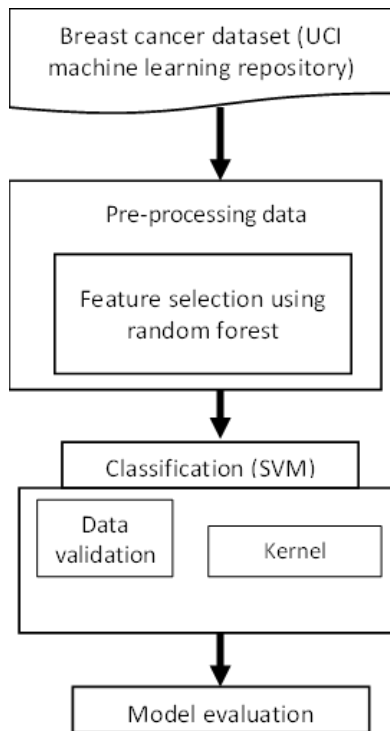 Breast cancer dataset (UCI
machine learning repository)
Pre-processing data
Feature selection using
random forest
Classification (SVM)
Data
validation
Kernel
Model evaluation